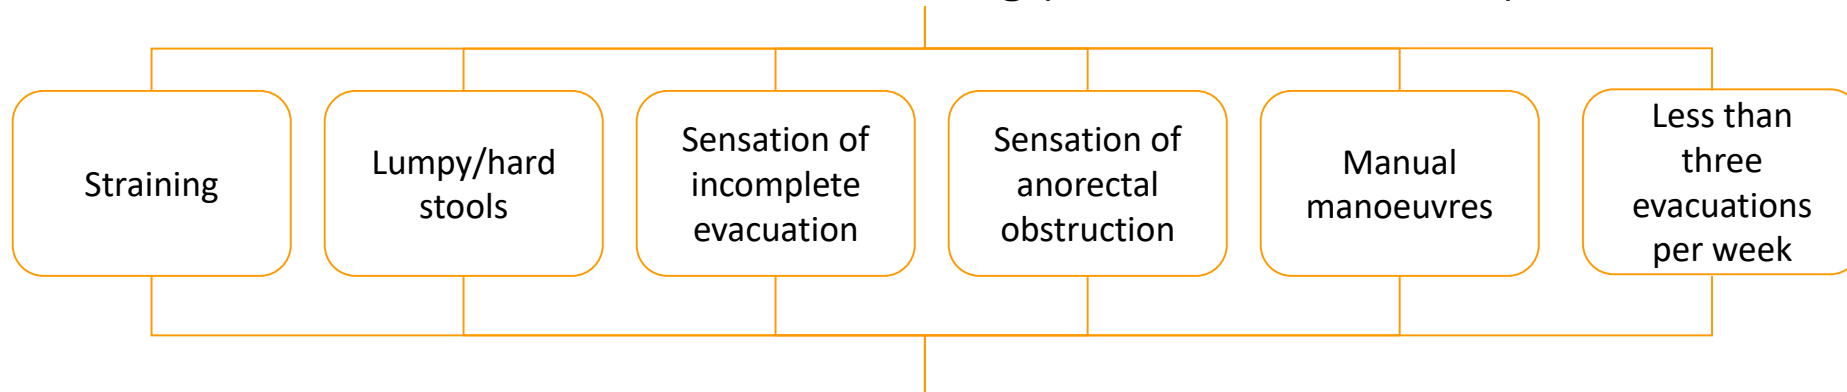 Straining
Lumpy/hard
stools
Sensation of
incomplete
evacuation
Sensation of
anorectal
obstruction
Manual
manoeuvres
Less than
three
evacuations
per week